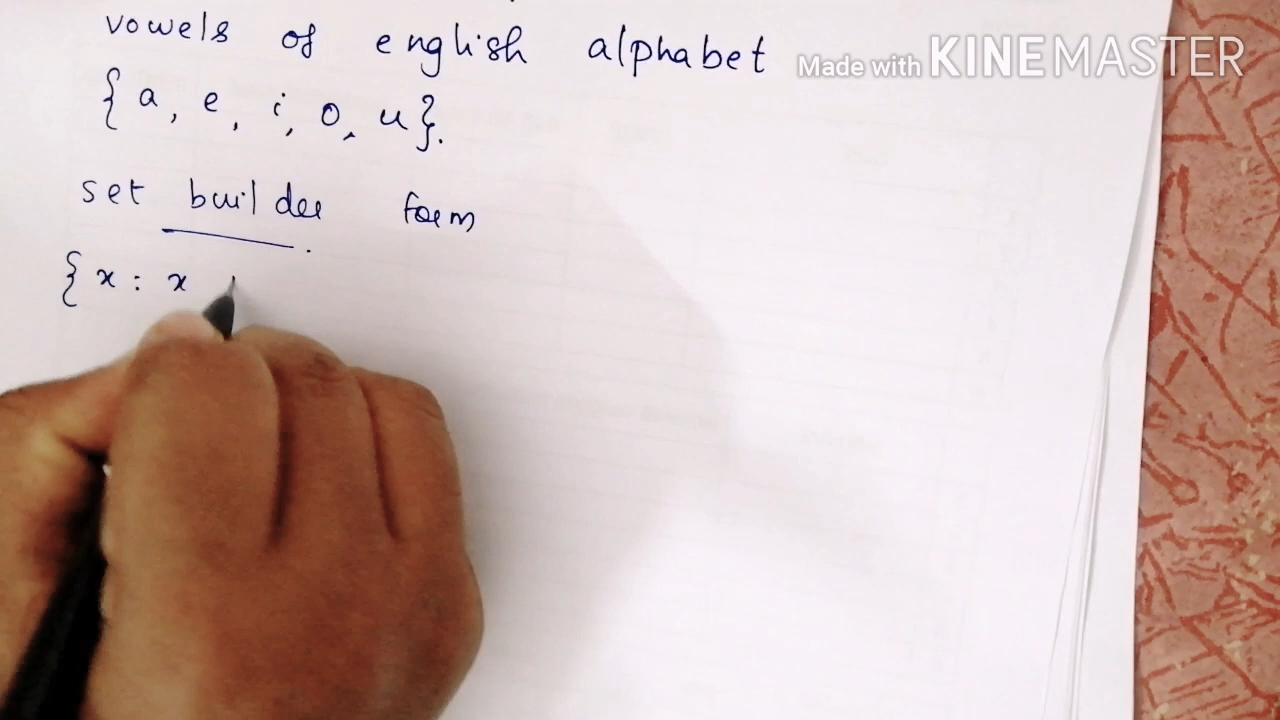 vowels of english alphabet
Made with KINEMASTER
{ a, e, i, o, u}.
set builder form
{ x : x